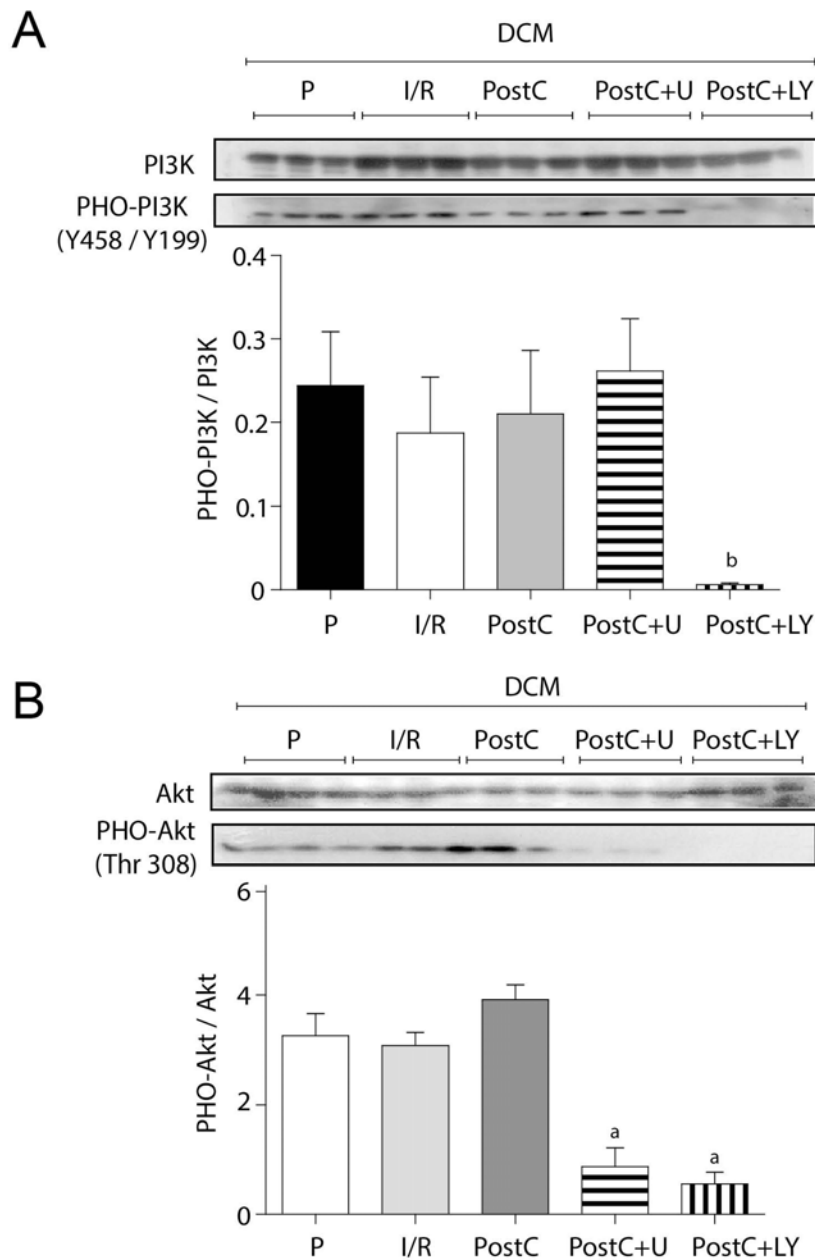 A
DCM
P I/R PostC PostC+U PostC+LY
PI3K
PHO-PI3K
(Y458 / Y199)
0.4
0.3
0.2
0.1
0
PHO-PI3K / PI3K
b
P I/R PostC PostC+U PostC+LY
B
DCM
P I/R PostC PostC+U PostC+LY
Akt
PHO-Akt
(Thr 308)
6
4
2
0
PHO-Akt / Akt
a a
P I/R PostC PostC+U PostC+LY